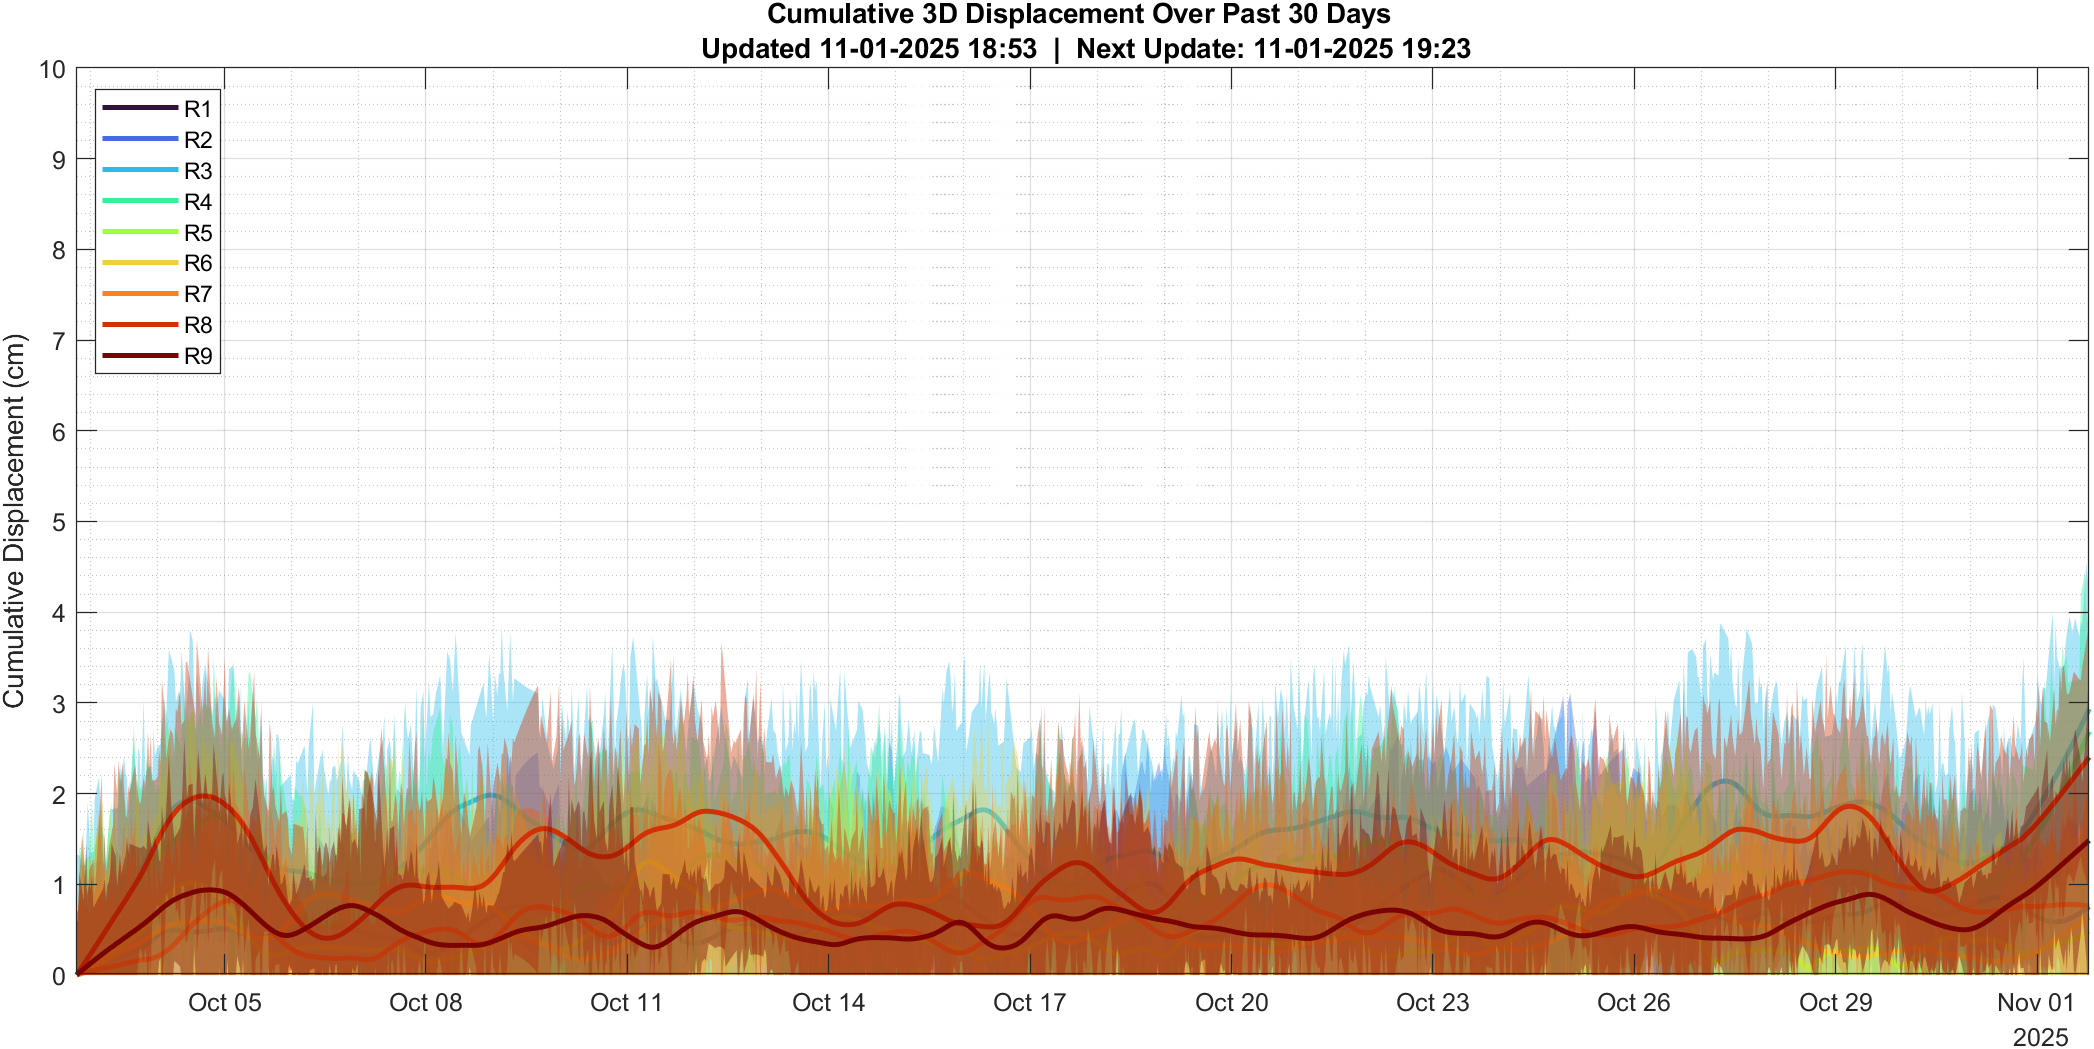 Cumulative 3D Displacement Over Past 30 Days
Updated 11-01-2025 18:53 | Next Update: 11-01-2025 19:23
Cumulative Displacement (cm)
10
9
8
7
6
5
4
3
2
1
0
R1
R2
R3
R4
R5
R6
R7
R8
R9
Oct 05
Oct 08
Oct 11
Oct 14
Oct 17
Oct 20
Oct 23
Oct 26
Oct 29
Nov 01
2025